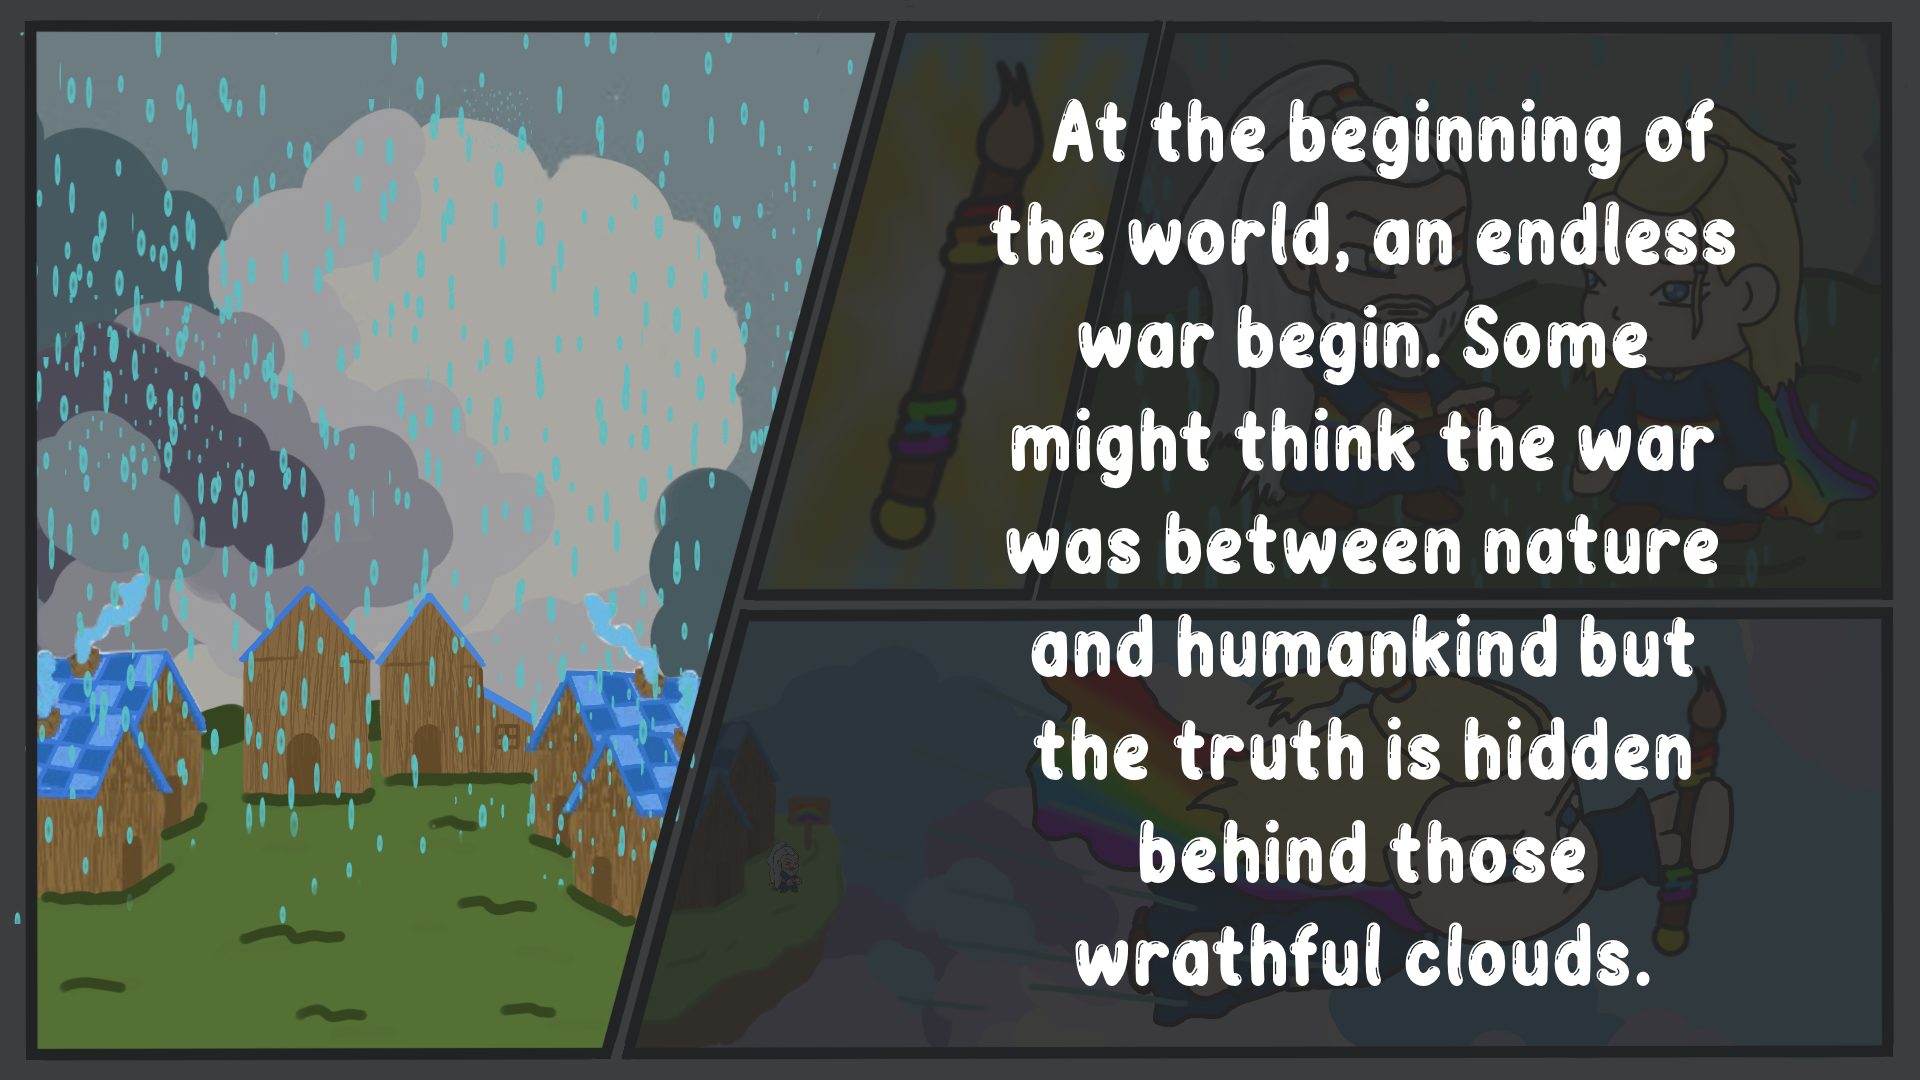 At the beginning of
the world, an endless
war begin. Some
might think the war
was between nature
and humankind but
the truth is hidden
behind those
wrathful clouds.